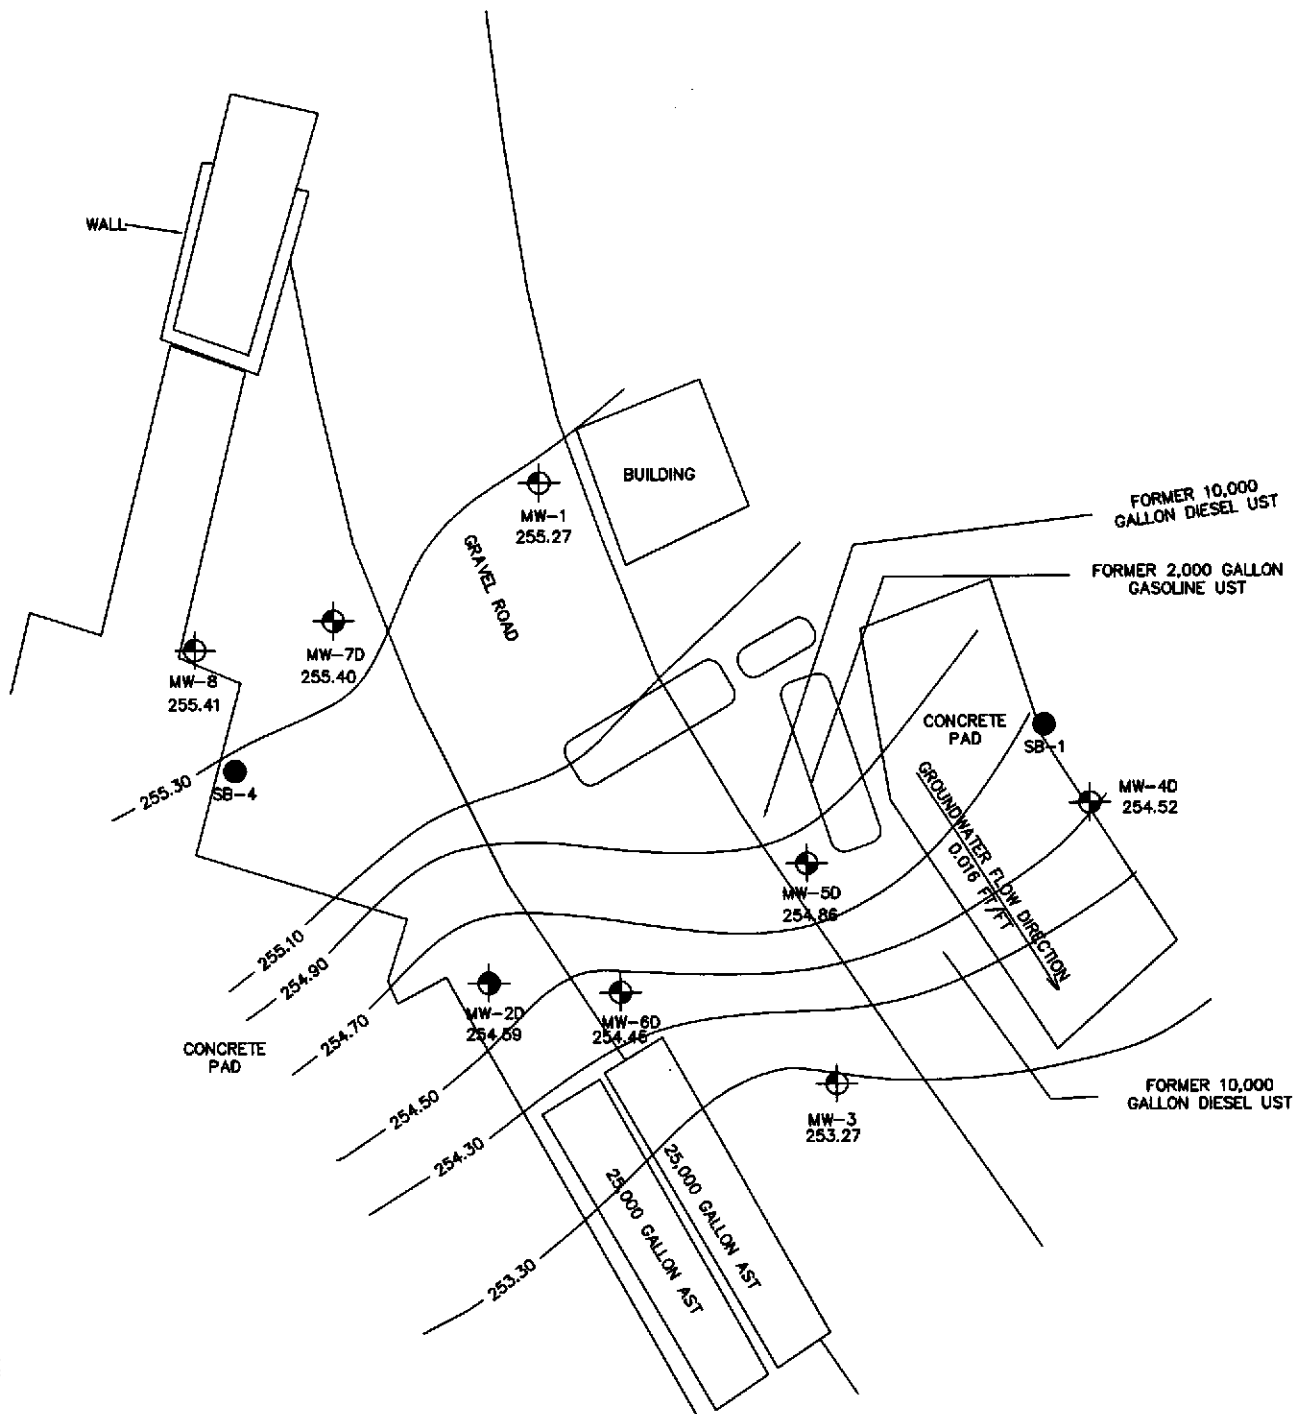 WALL
BUILDING
MW-1
255.27
GRAVEL ROAD
FORMER 10,000
GALLON DIESEL UST
FORMER 2,000 GALLON
GASOLINE UST
MW-7D
255.40
MW-8
255.41
CONCRETE
PAD
SB-1
255.30
SB-4
MW-4D
254.52
GROUNDWATER FLOW DIRECTION
0.016 FT/FT
MW-5D
254.86
255.10
254.90
254.70
MW-2D
254.59
MW-6D
254.46
CONCRETE
PAD
254.50
254.30
FORMER 10,000
GALLON DIESEL UST
MW-3
253.27
25,000 GALLON AST
25,000 GALLON AST
253.30